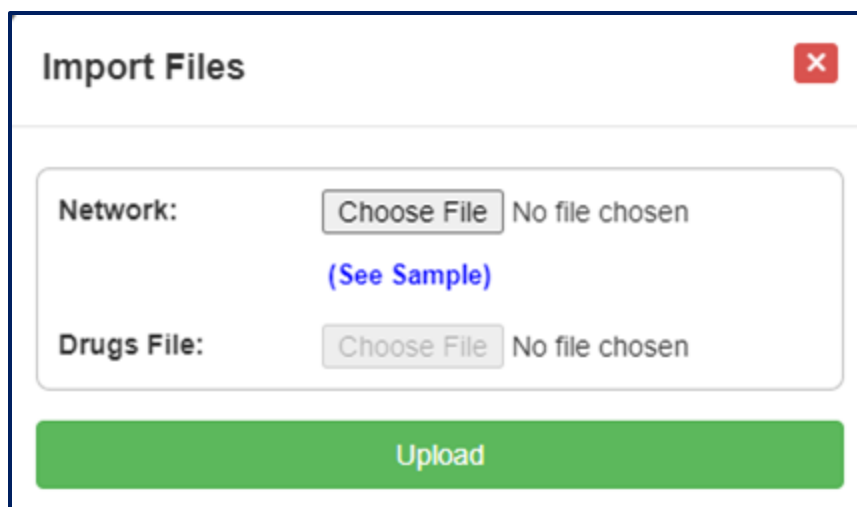 Import Files
Network: Choose File No file chosen
(See Sample)
Drugs File: Choose File No file chosen
Upload